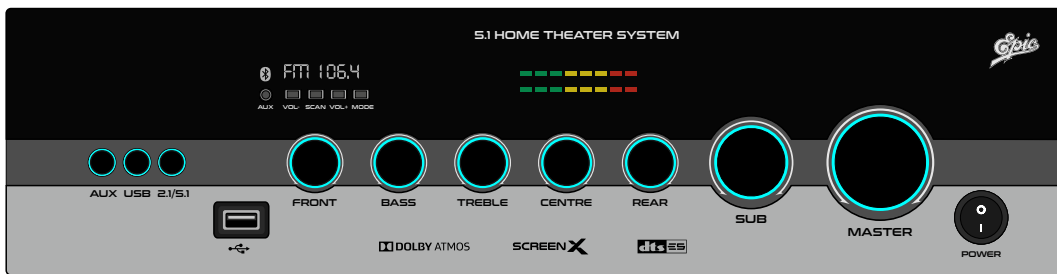 5.1 HOME THEATER SYSTEM
Epic
FM 106.4
AUX VOL- SCAN VOL+ MODE
AUX USB 2.1/5.1
FRONT BASS TREBLE CENTRE REAR SUB MASTER
DOLBY ATMOS SCREEN X dts ES
POWER